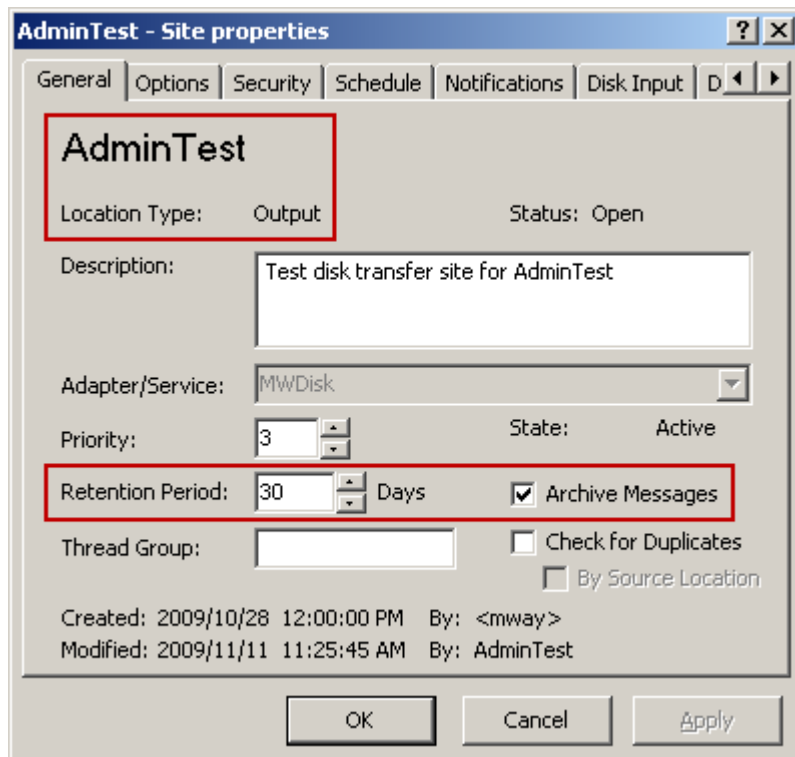 AdminTest - Site properties
General Options Security Schedule Notifications Disk Input D
AdminTest
Location Type: Output Status: Open
Description: Test disk transfer site for AdminTest
Adapter/Service: MWDisk
Priority: 3 State: Active
Retention Period: 30 Days Archive Messages
Thread Group: Check for Duplicates
By Source Location
Created: 2009/10/28 12:00:00 PM By: <mway>
Modified: 2009/11/11 11:25:45 AM By: AdminTest
OK Cancel Apply